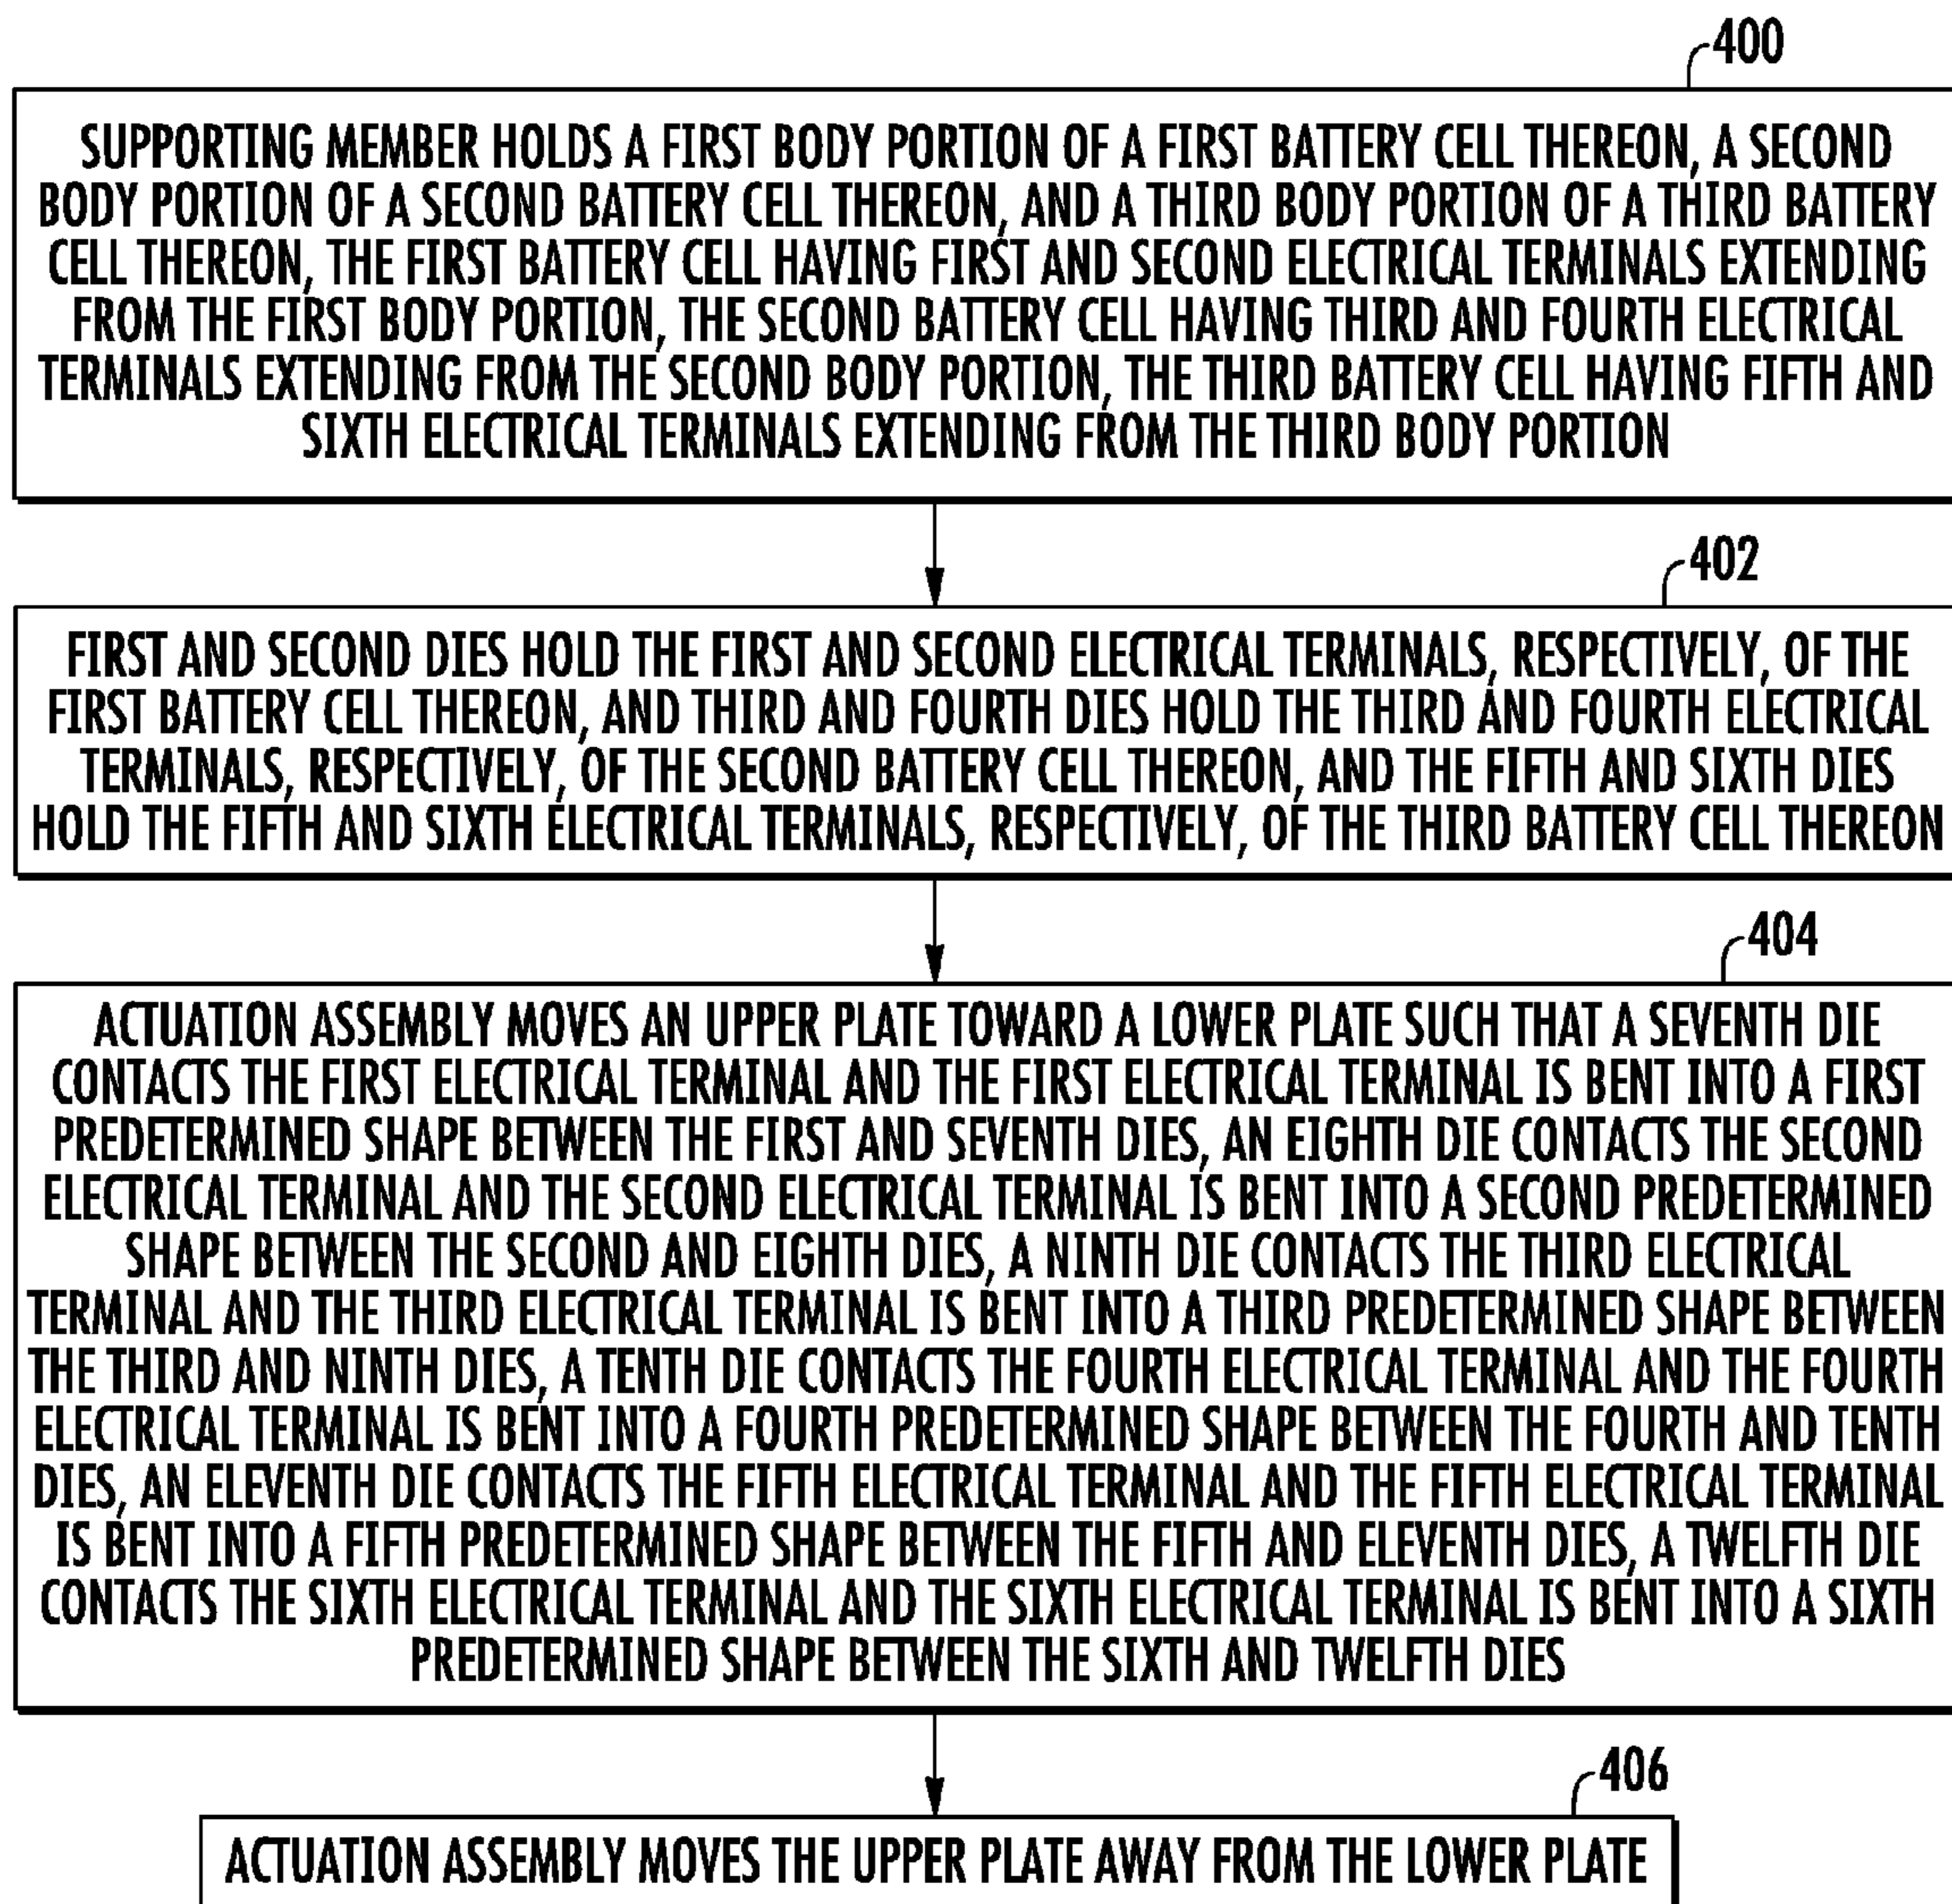 400
SUPPORTING MEMBER HOLDS A FIRST BODY PORTION OF A FIRST BATTERY CELL THEREON, A SECOND
BODY PORTION OF A SECOND BATTERY CELL THEREON, AND A THIRD BODY PORTION OF A THIRD BATTERY
CELL THEREON, THE FIRST BATTERY CELL HAVING FIRST AND SECOND ELECTRICAL TERMINALS EXTENDING
FROM THE FIRST BODY PORTION, THE SECOND BATTERY CELL HAVING THIRD AND FOURTH ELECTRICAL
TERMINALS EXTENDING FROM THE SECOND BODY PORTION, THE THIRD BATTERY CELL HAVING FIFTH AND
SIXTH ELECTRICAL TERMINALS EXTENDING FROM THE THIRD BODY PORTION
402
FIRST AND SECOND DIES HOLD THE FIRST AND SECOND ELECTRICAL TERMINALS, RESPECTIVELY, OF THE
FIRST BATTERY CELL THEREON, AND THIRD AND FOURTH DIES HOLD THE THIRD AND FOURTH ELECTRICAL
TERMINALS, RESPECTIVELY, OF THE SECOND BATTERY CELL THEREON, AND THE FIFTH AND SIXTH DIES
HOLD THE FIFTH AND SIXTH ELECTRICAL TERMINALS, RESPECTIVELY, OF THE THIRD BATTERY CELL THEREON
404
ACTUATION ASSEMBLY MOVES AN UPPER PLATE TOWARD A LOWER PLATE SUCH THAT A SEVENTH DIE
CONTACTS THE FIRST ELECTRICAL TERMINAL AND THE FIRST ELECTRICAL TERMINAL IS BENT INTO A FIRST
PREDETERMINED SHAPE BETWEEN THE FIRST AND SEVENTH DIES, AN EIGHTH DIE CONTACTS THE SECOND
ELECTRICAL TERMINAL AND THE SECOND ELECTRICAL TERMINAL IS BENT INTO A SECOND PREDETERMINED
SHAPE BETWEEN THE SECOND AND EIGHTH DIES, A NINTH DIE CONTACTS THE THIRD ELECTRICAL
TERMINAL AND THE THIRD ELECTRICAL TERMINAL IS BENT INTO A THIRD PREDETERMINED SHAPE BETWEEN
THE THIRD AND NINTH DIES, A TENTH DIE CONTACTS THE FOURTH ELECTRICAL TERMINAL AND THE FOURTH
ELECTRICAL TERMINAL IS BENT INTO A FOURTH PREDETERMINED SHAPE BETWEEN THE FOURTH AND TENTH
DIES, AN ELEVENTH DIE CONTACTS THE FIFTH ELECTRICAL TERMINAL AND THE FIFTH ELECTRICAL TERMINAL
IS BENT INTO A FIFTH PREDETERMINED SHAPE BETWEEN THE FIFTH AND ELEVENTH DIES, A TWELFTH DIE
CONTACTS THE SIXTH ELECTRICAL TERMINAL AND THE SIXTH ELECTRICAL TERMINAL IS BENT INTO A SIXTH
PREDETERMINED SHAPE BETWEEN THE SIXTH AND TWELFTH DIES
406
ACTUATION ASSEMBLY MOVES THE UPPER PLATE AWAY FROM THE LOWER PLATE